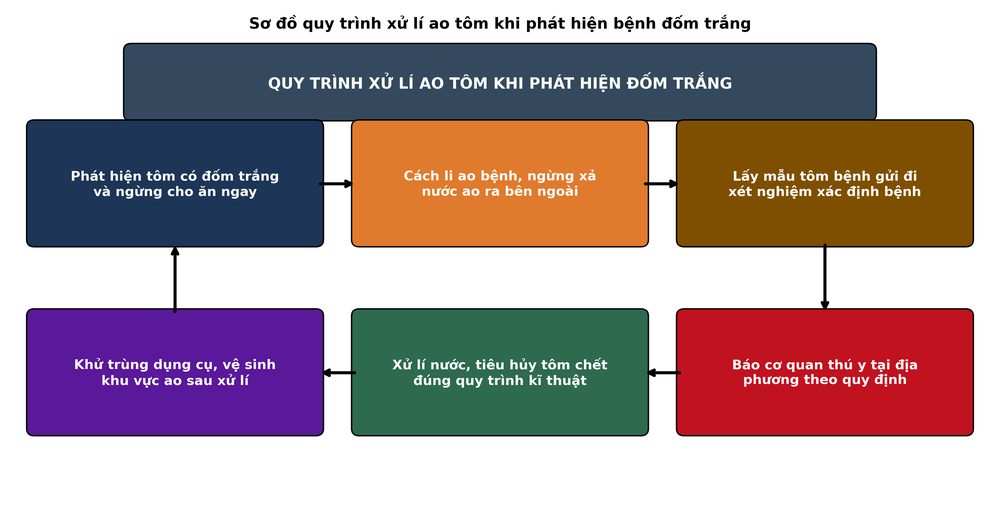 Sơ đồ quy trình xử lí ao tôm khi phát hiện bệnh đốm trắng
QUY TRÌNH XỬ LÍ AO TÔM KHI PHÁT HIỆN ĐỐM TRẮNG
Phát hiện tôm có đốm trắng
và ngừng cho ăn ngay
Cách li ao bệnh, ngừng xả
nước ao ra bên ngoài
Lấy mẫu tôm bệnh gửi đi
xét nghiệm xác định bệnh
Báo cơ quan thú y tại địa
phương theo quy định
Xử lí nước, tiêu hủy tôm chết
đúng quy trình kĩ thuật
Khử trùng dụng cụ, vệ sinh
khu vực ao sau xử lí